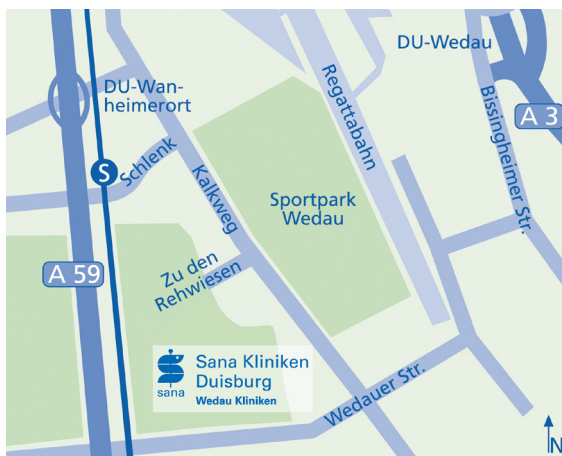 DU-Wedau
DU-Wan-
heimerort
Regattabahn
Bissingheimer Str.
A 3
S
Schlenk
Kalkweg
Sportpark
Wedau
Zu den
Rehwiesen
A 59
Sana Kliniken
Duisburg
Wedau Kliniken
sana
Wedauer Str.
N